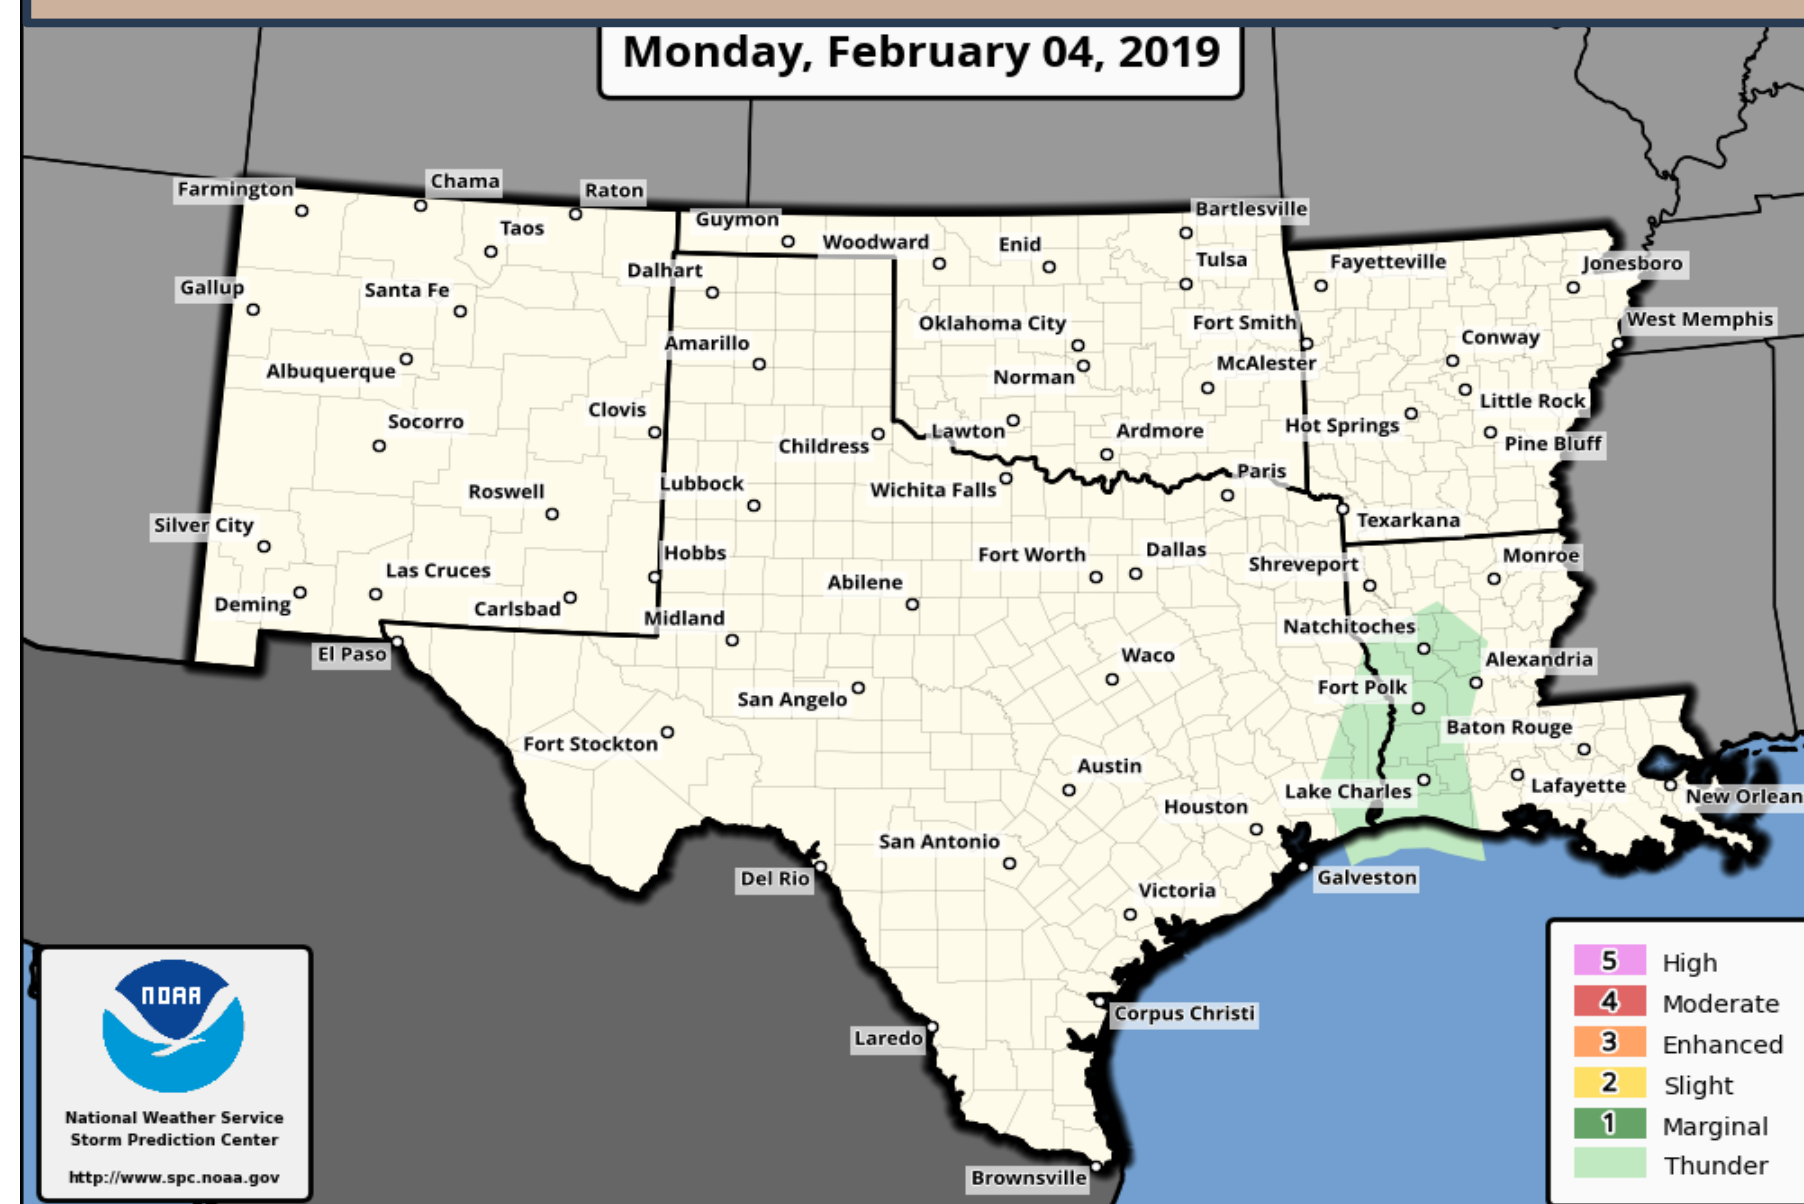 Monday, February 04, 2019
Farmington
Chama
Raton
Taos
Guymon
Woodward
Enid
Bartlesville
Tulsa
Fayetteville
Jonesboro
Dalhart
Gallup
Santa Fe
Oklahoma City
Fort Smith
Conway
West Memphis
Amarillo
Albuquerque
Norman
McAlester
Little Rock
Clovis
Socorro
Childress
Lawton
Ardmore
Hot Springs
Pine Bluff
Paris
Roswell
Lubbock
Wichita Falls
Silver City
Texarkana
Hobbs
Fort Worth
Dallas
Shreveport
Monroe
Las Cruces
Abilene
Deming
Carlsbad
Midland
Natchitoches
El Paso
Waco
Alexandria
San Angelo
Fort Polk
Fort Stockton
Baton Rouge
Austin
Lake Charles
Lafayette
New Orlean
Houston
San Antonio
Del Rio
Galveston
Victoria
Corpus Christi
Laredo
Brownsville
NOAA
National Weather Service
Storm Prediction Center
http://www.spc.noaa.gov
5 High
4 Moderate
3 Enhanced
2 Slight
1 Marginal
Thunder